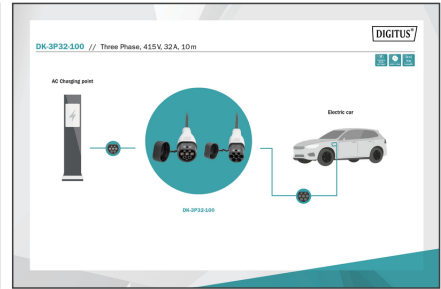 DIGITUS®
DK-3P32-100 // Three Phase, 415V, 32A, 10m
AC Charging point
Electric car
DK-3P32-100